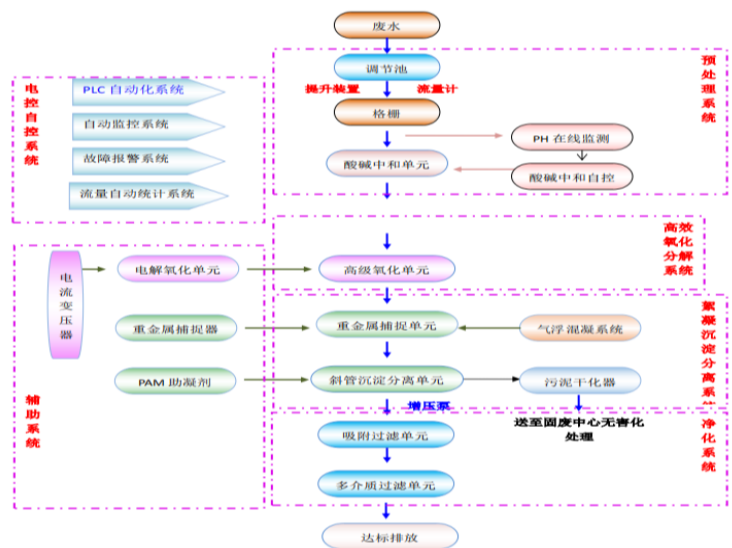 废水
调节池
提升装置
流量计
格栅
PH 在线监测
酸碱中和单元
酸碱中和自控
预处理系统
电控自控系统
PLC 自动化系统
自动监控系统
故障报警系统
流量自动统计系统
高效
氧化
分解
系统
电流变压器
电解氧化单元
高级氧化单元
重金属捕捉器
重金属捕捉单元
气浮混凝系统
PAM 助凝剂
斜管沉淀分离单元
污泥干化器
絮凝沉淀分离系统
辅助系统
增压泵
送至固废中心无害化
处理
吸附过滤单元
多介质过滤单元
净化系统
达标排放